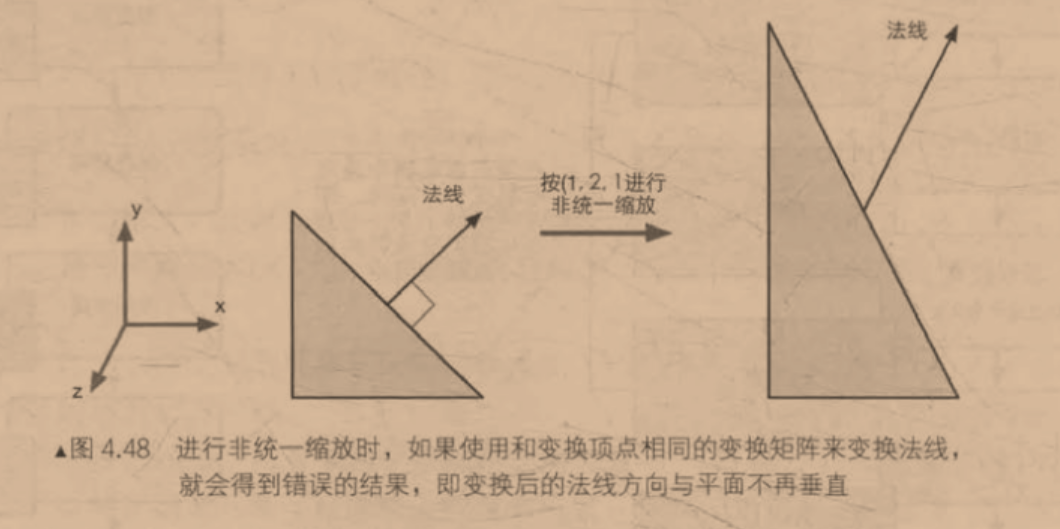 法线
法线
按(1, 2, 1进行
非统一缩放
y
x
z
▲图 4.48 进行非统一缩放时，如果使用和变换顶点相同的变换矩阵来变换法线，
就会得到错误的结果，即变换后的法线方向与平面不再垂直